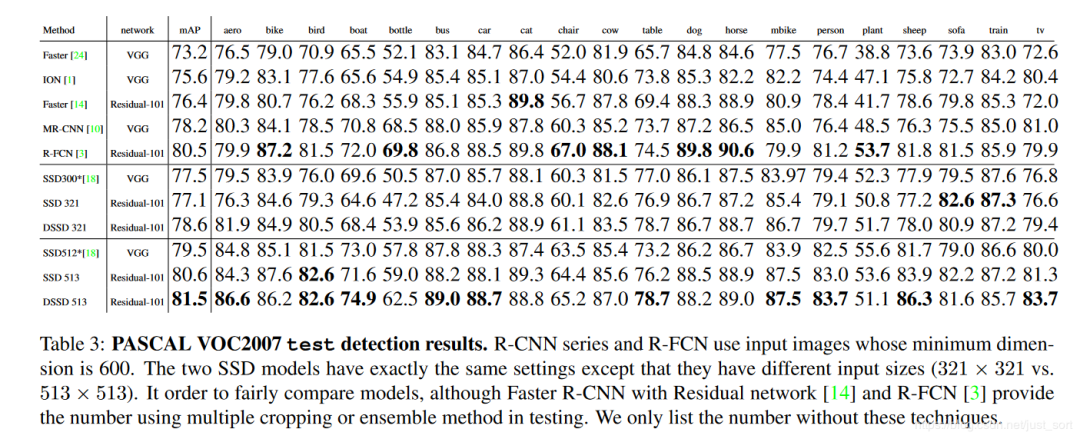 Method network mAP aero bike bird boat bottle bus car cat chair cow table dog horse mbike person plant sheep sofa train tv
Faster [24] VGG 73.2 76.5 79.0 70.9 65.5 52.1 83.1 84.7 86.4 52.0 81.9 65.7 84.8 84.6 77.5 76.7 38.8 73.6 73.9 83.0 72.6
ION [1] VGG 75.6 79.2 83.1 77.6 65.6 54.9 85.4 85.1 87.0 54.4 80.6 73.8 85.3 82.2 82.2 74.4 47.1 75.8 72.7 84.2 80.4
Faster [14] Residual-101 76.4 79.8 80.7 76.2 68.3 55.9 85.1 85.3 89.8 56.7 87.8 69.4 88.3 88.9 80.9 78.4 41.7 78.6 79.8 85.3 72.0
MR-CNN [10] VGG 78.2 80.3 84.1 78.5 70.8 68.5 88.0 85.9 87.8 60.3 85.2 73.7 87.2 86.5 85.0 76.4 48.5 76.3 75.5 85.0 81.0
R-FCN [3] Residual-101 80.5 79.9 87.2 81.5 72.0 69.8 86.8 88.5 89.8 67.0 88.1 74.5 89.8 90.6 79.9 81.2 53.7 81.8 81.5 85.9 79.9
SSD300*[18] VGG 77.5 79.5 83.9 76.0 69.6 50.5 87.0 85.7 88.1 60.3 81.5 77.0 86.1 87.5 83.97 79.4 52.3 77.9 79.5 87.6 76.8
SSD 321 Residual-101 77.1 76.3 84.6 79.3 64.6 47.2 85.4 84.0 88.8 60.1 82.6 76.9 86.7 87.2 85.4 79.1 50.8 77.2 82.6 87.3 76.6
DSSD 321 Residual-101 78.6 81.9 84.9 80.5 68.4 53.9 85.6 86.2 88.9 61.1 83.5 78.7 86.7 88.7 86.7 79.7 51.7 78.0 80.9 87.2 79.4
SSD512*[18] VGG 79.5 84.8 85.1 81.5 73.0 57.8 87.8 88.3 87.4 63.5 85.4 73.2 86.2 86.7 83.9 82.5 55.6 81.7 79.0 86.6 80.0
SSD 513 Residual-101 80.6 84.3 87.6 82.6 71.6 59.0 88.2 88.1 89.3 64.4 85.6 76.2 88.5 88.9 87.5 83.0 53.6 83.9 82.2 87.2 81.3
DSSD 513 Residual-101 81.5 86.6 86.2 82.6 74.9 62.5 89.0 88.7 88.8 65.2 87.0 78.7 88.2 89.0 87.5 83.7 51.1 86.3 81.6 85.7 83.7
Table 3: PASCAL VOC2007 test detection results. R-CNN series and R-FCN use input images whose minimum dimen-
sion is 600. The two SSD models have exactly the same settings except that they have different input sizes (321 × 321 vs.
513 × 513). It order to fairly compare models, although Faster R-CNN with Residual network [14] and R-FCN [3] provide
the number using multiple cropping or ensemble method in testing. We only list the number without these techniques.